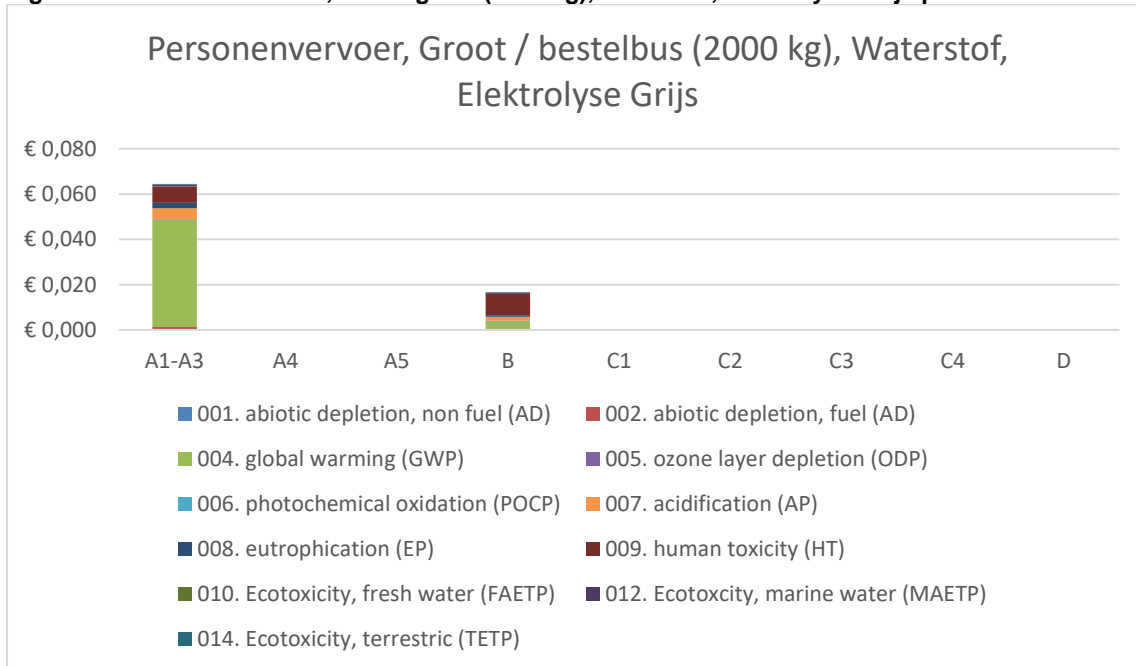 Personenvervoer, Groot / bestelbus (2000 kg), Waterstof,
Elektrolyse Grijs
€ 0,080
€ 0,060
€ 0,040
€ 0,020
€ 0,000
A1-A3 A4 A5 B C1 C2 C3 C4 D
001. abiotic depletion, non fuel (AD) 002. abiotic depletion, fuel (AD)
004. global warming (GWP) 005. ozone layer depletion (ODP)
006. photochemical oxidation (POCP) 007. acidification (AP)
008. eutrophication (EP) 009. human toxicity (HT)
010. Ecotoxicity, fresh water (FAETP) 012. Ecotoxcity, marine water (MAETP)
014. Ecotoxicity, terrestric (TETP)